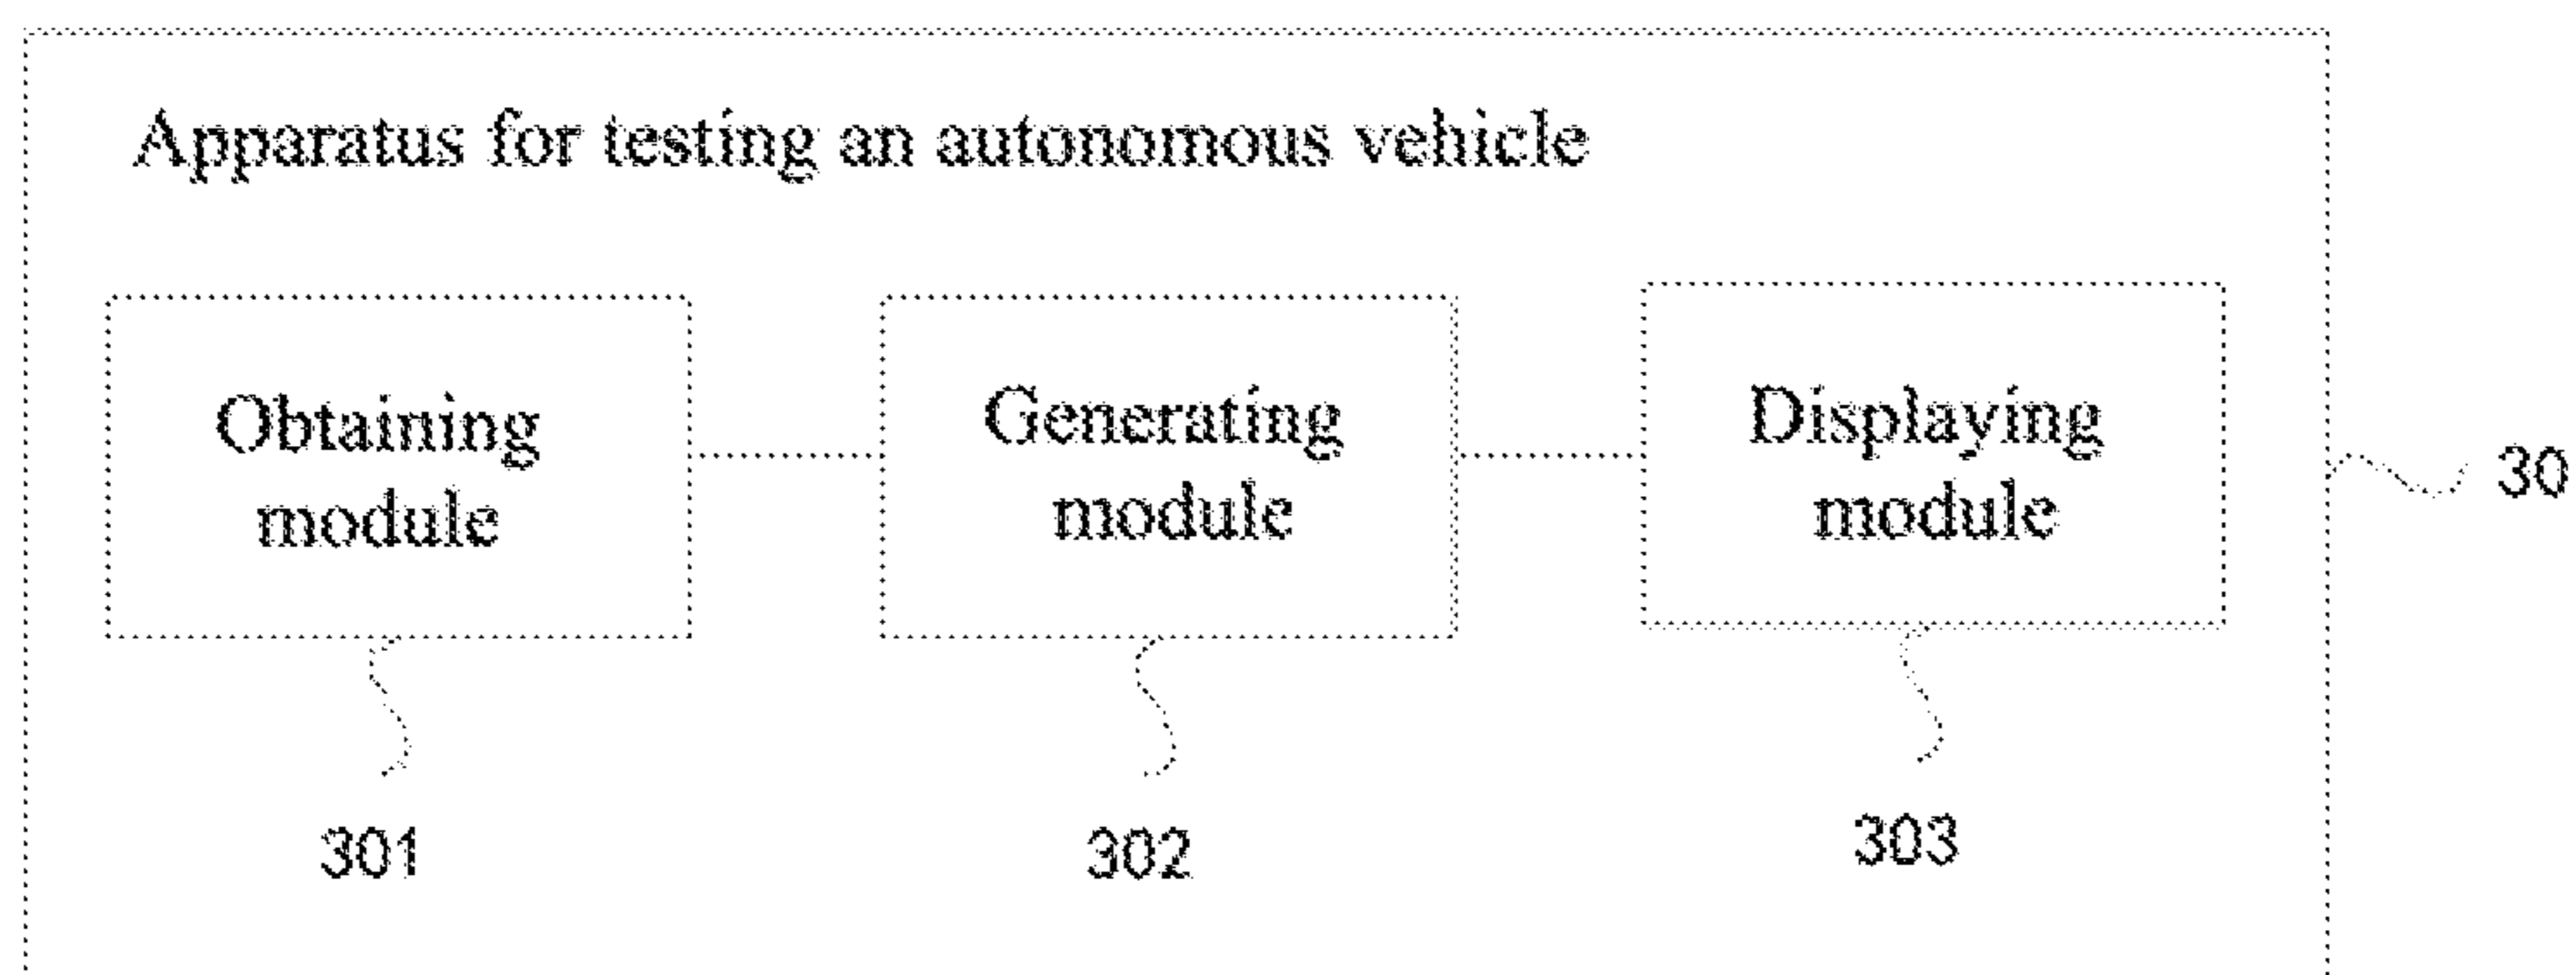 Apparatus for testing an autonomous vehicle
Obtaining
module
Generating
module
Displaying
module
30
301
302
303